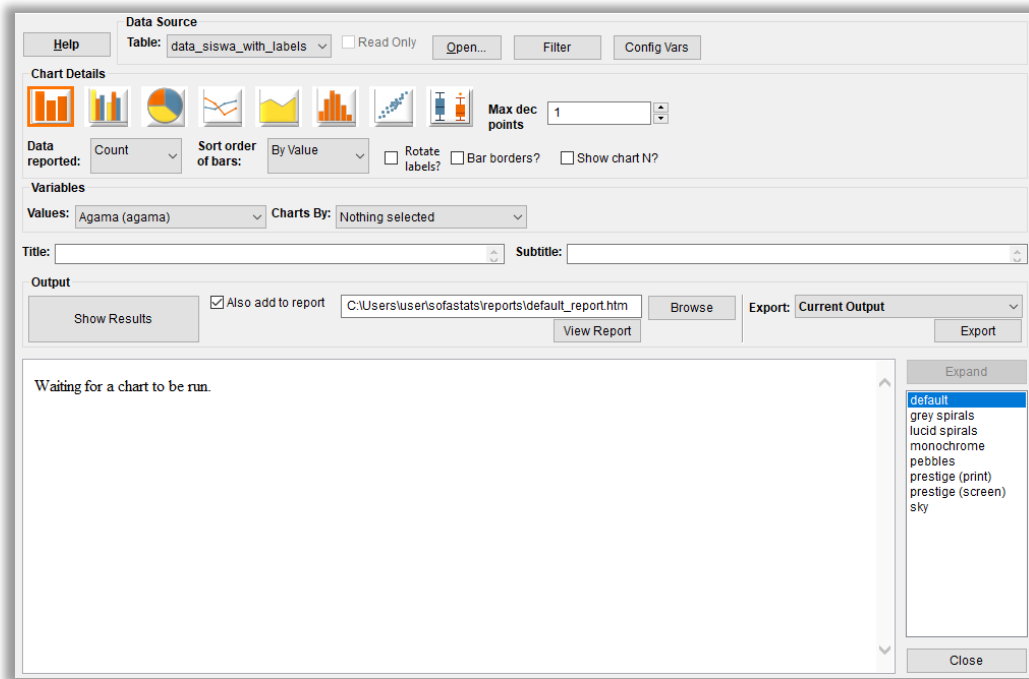 Data Source
Help
Table: data_siswa_with_labels Read Only Open... Filter Config Vars
Chart Details
Max dec
points
1
Data
reported:
Count
Sort order
of bars:
By Value
Rotate
labels?
Bar borders?
Show chart N?
Variables
Values: Agama (agama) Charts By: Nothing selected
Title: Subtitle:
Output
Show Results
Also add to report C:\Users\user\sofastats\reports\default_report.htm Browse Export: Current Output
View Report Export
Waiting for a chart to be run.
Expand
default
grey spirals
lucid spirals
monochrome
pebbles
prestige (print)
prestige (screen)
sky
Close